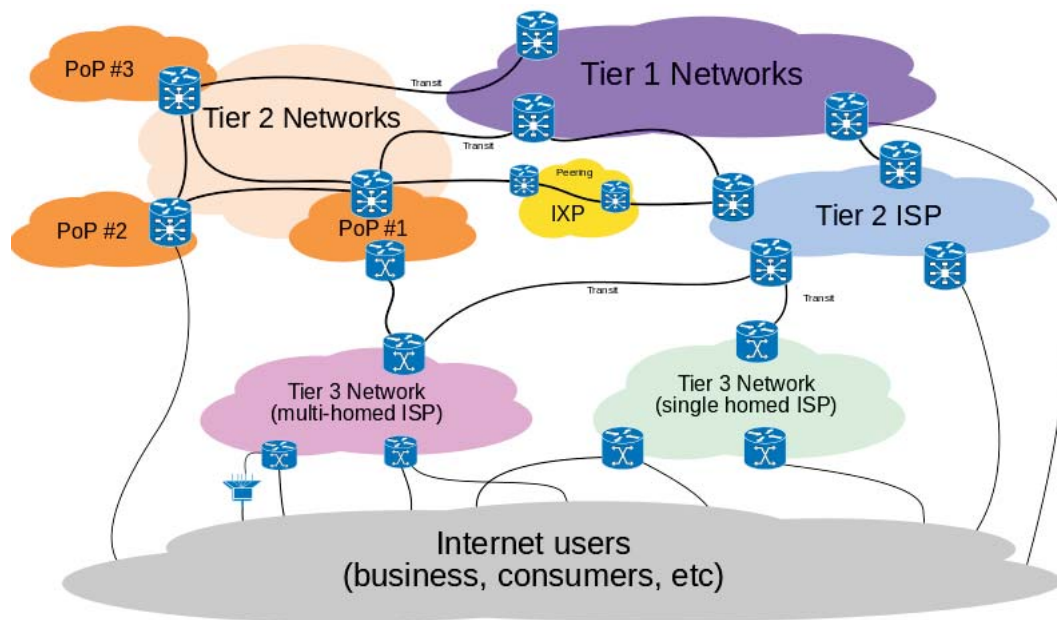 PoP #3
Transit
Tier 1 Networks
Tier 2 Networks
Transit
Peering
IXP
PoP #2
PoP #1
Tier 2 ISP
Transit
Transit
Tier 3 Network
(multi-homed ISP)
Tier 3 Network
(single homed ISP)
Internet users
(business, consumers, etc)